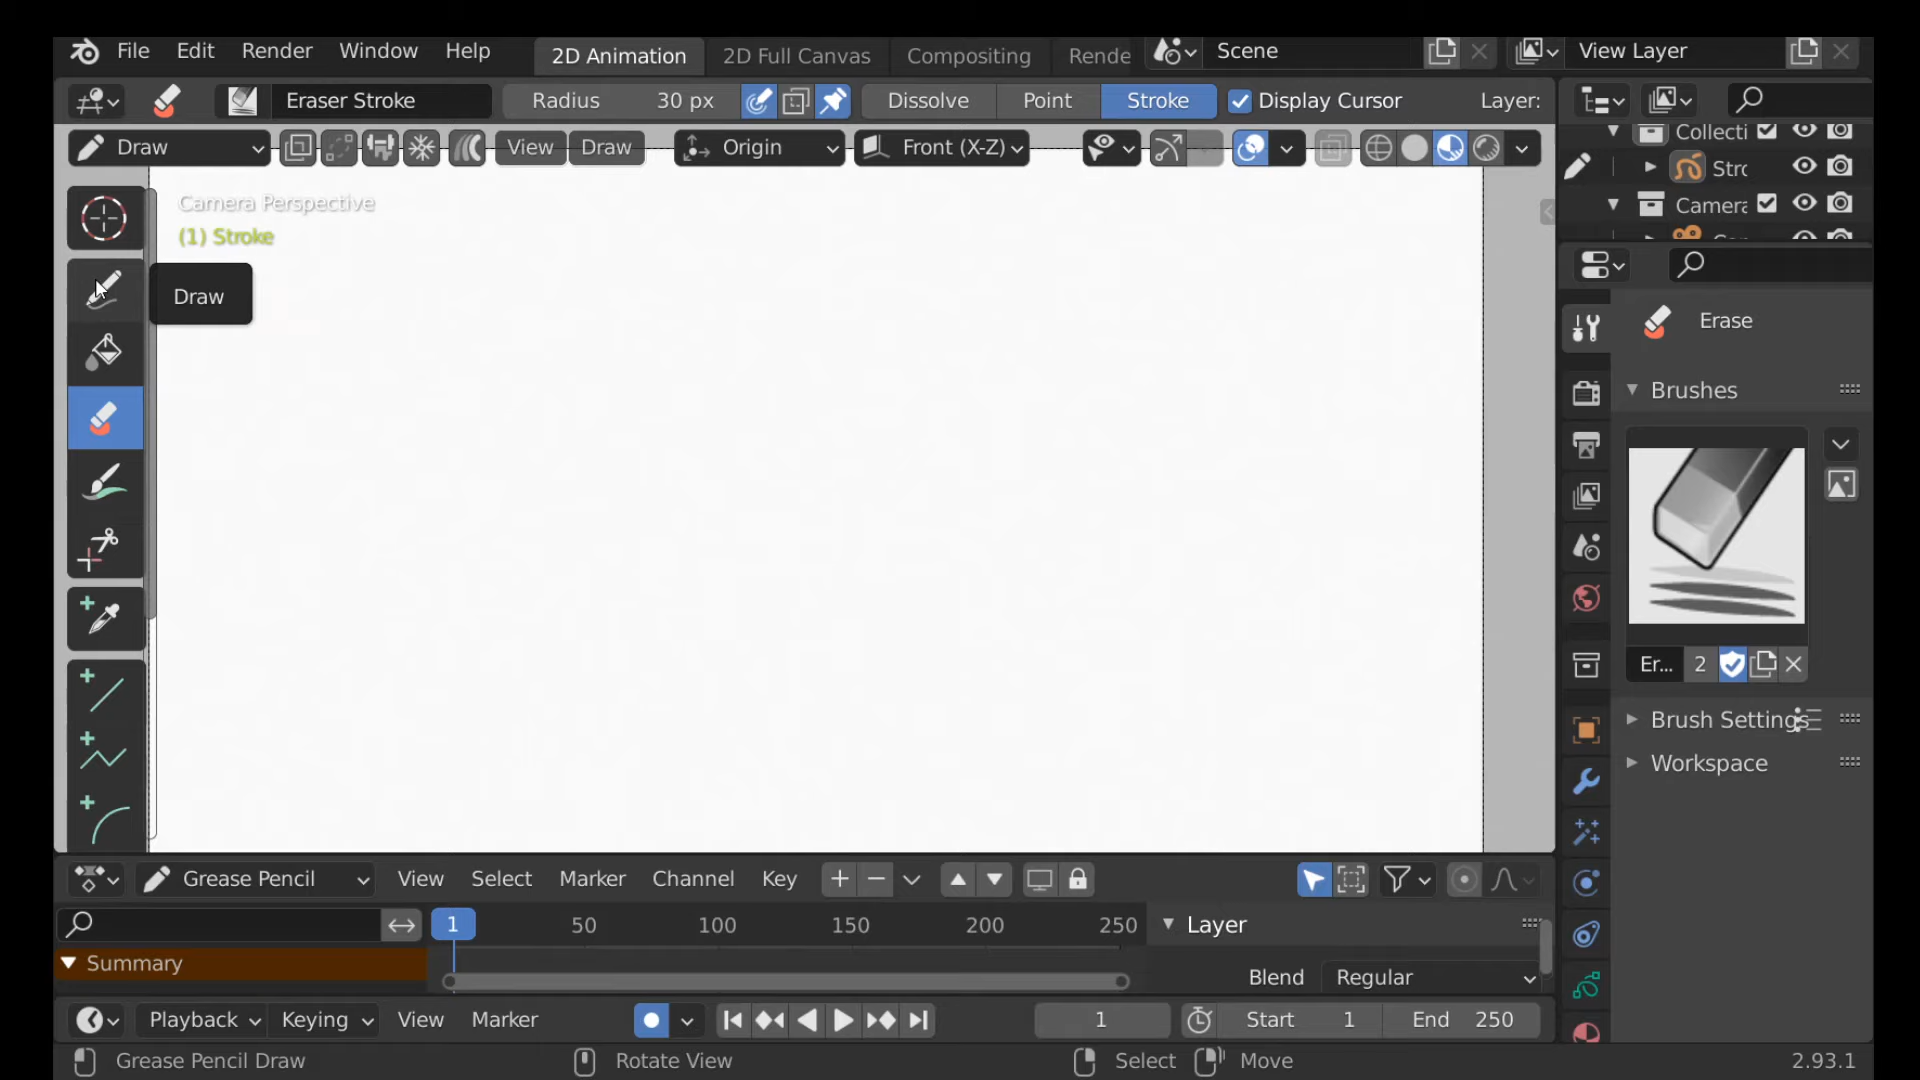 File Edit Render Window Help 2D Animation 2D Full Canvas Compositing Rende Scene View Layer
Eraser Stroke Radius 30 px Dissolve Point Stroke Display Cursor Layer:
Draw View Draw Origin Front (X-Z)
Collecti
Strc
Camera
Camera Perspective
(1) Stroke
Draw
Erase
Brushes
Er... 2
Brush Settings
Workspace
Grease Pencil View Select Marker Channel Key
1 50 100 150 200 250 Layer
Summary
Blend Regular
Playback Keying View Marker 1 Start 1 End 250
Grease Pencil Draw Rotate View Select Move 2.93.1